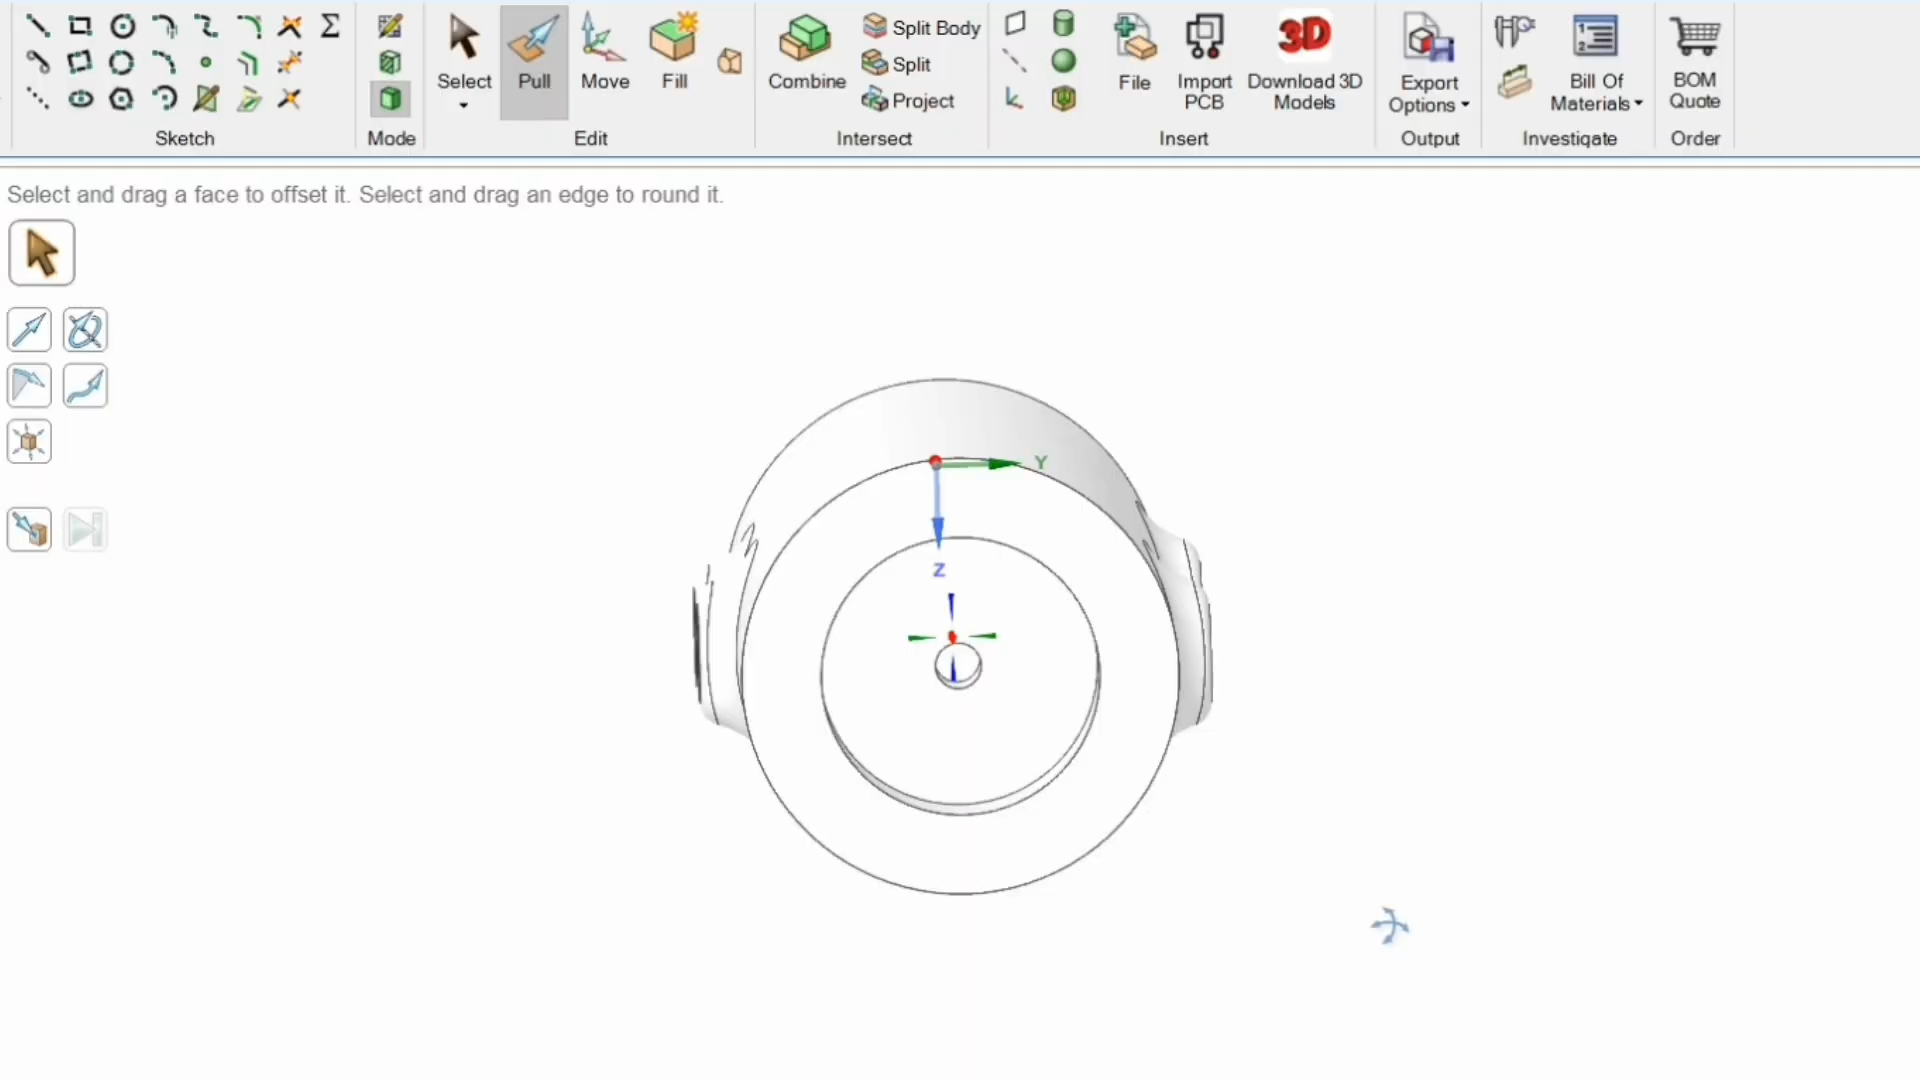 Σ
Select
Pull
Move
Fill
Combine
Split Body
Split
Project
File
Import
PCB
3D
Download 3D
Models
Export
Options
1
2
Bill Of
Materials
BOM
Quote
Sketch
Mode
Edit
Intersect
Insert
Output
Investigate
Order
Select and drag a face to offset it. Select and drag an edge to round it.
Y
Z